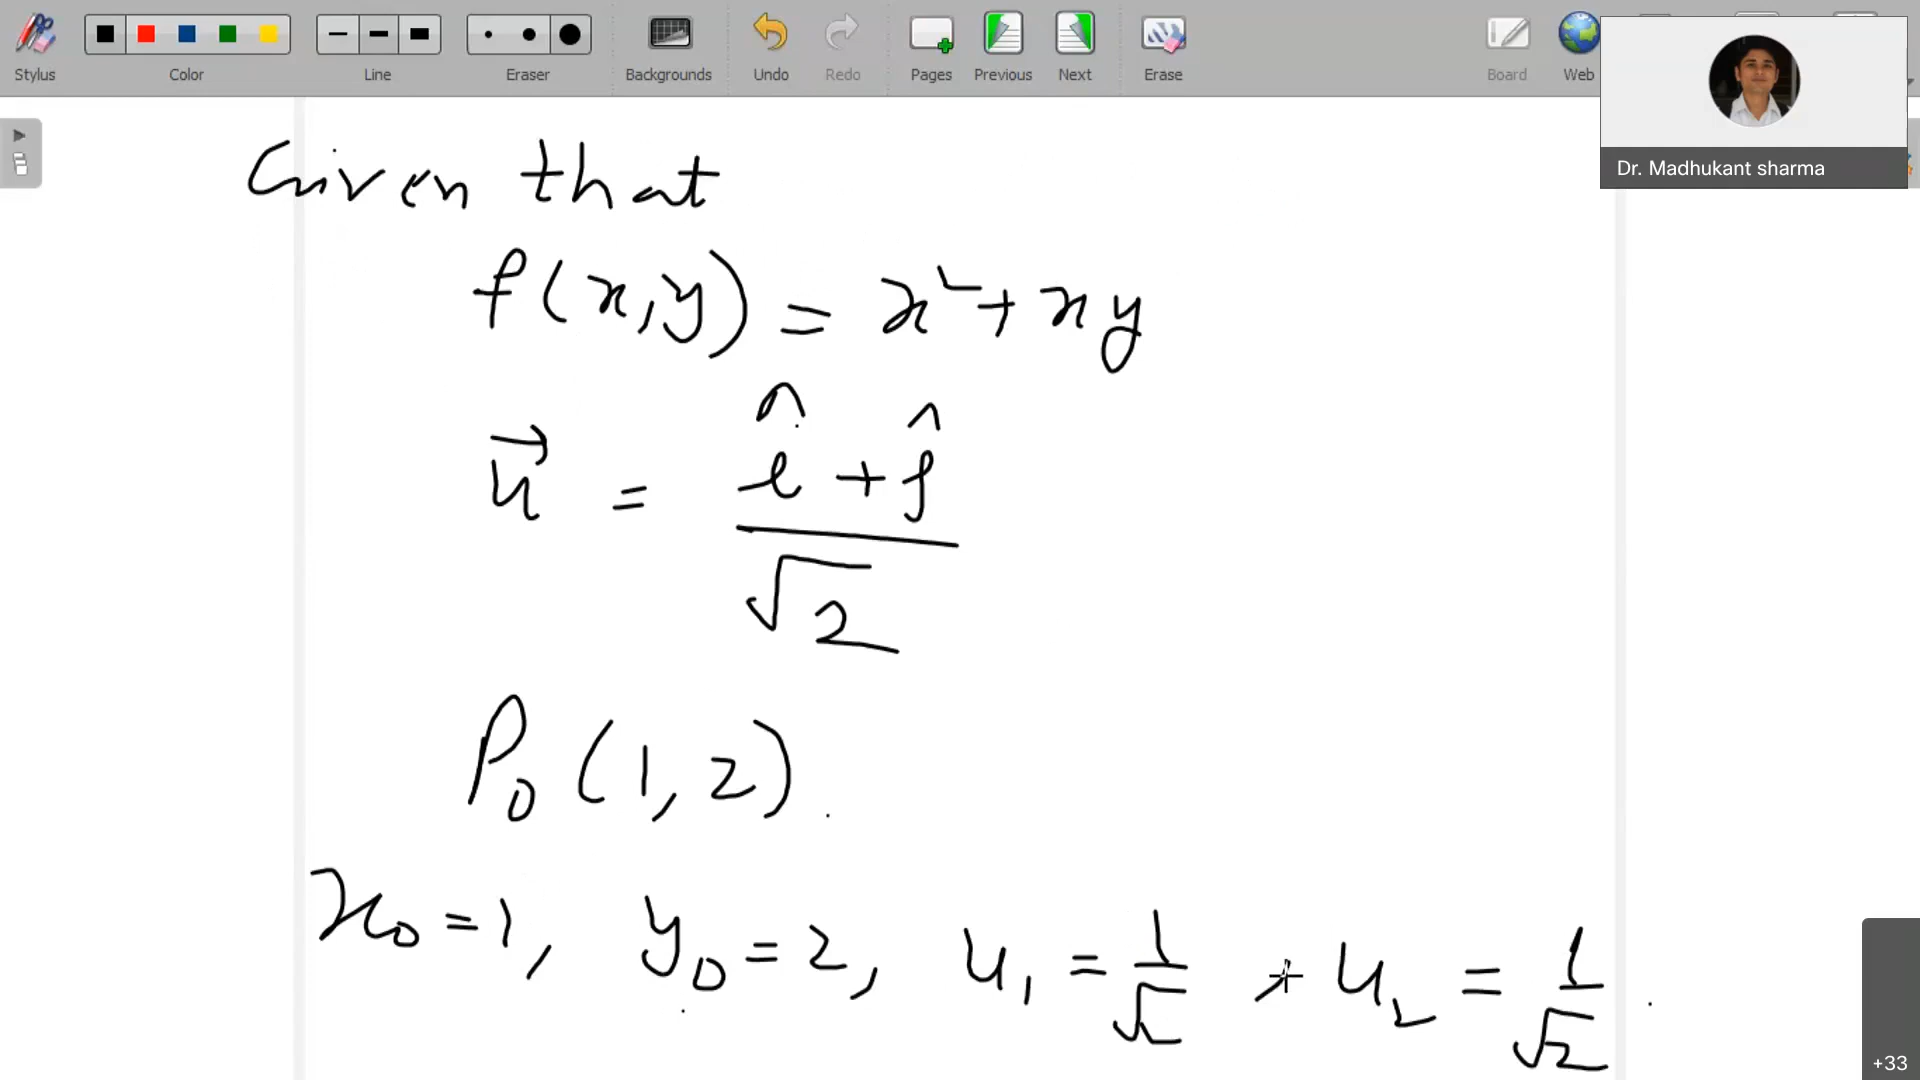 Stylus Color Line Eraser Backgrounds Undo Redo Pages Previous Next Erase Board Web
Dr. Madhukant sharma
Given that
f(x,y) = x² + xy
u⃗ = (î + ĵ)/√2
P₀(1,2).
x₀=1, y₀=2, u₁ = 1/√2, u₂ = 1/√2.
+33